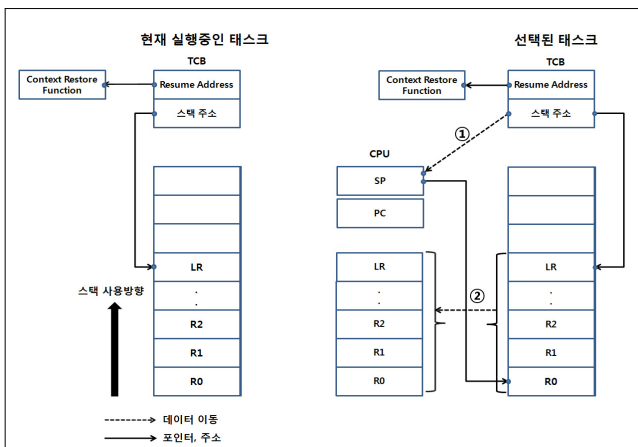 현재 실행중인 태스크
TCB
Context Restore
Function
Resume Address
스택 주소
LR
.
.
R2
R1
R0
스택 사용방향
선택된 태스크
TCB
Context Restore
Function
Resume Address
스택 주소
①
CPU
SP
PC
LR
.
.
R2
R1
R0
②
LR
.
.
R2
R1
R0
데이터 이동
포인터, 주소